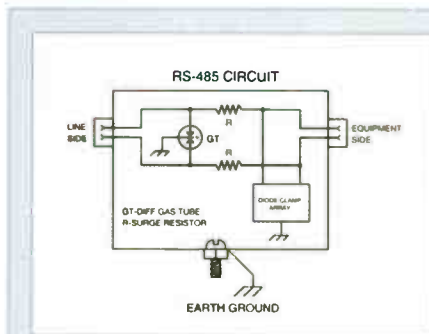 RS-485 CIRCUIT
LINE
SIDE
R
GT
R
EQUIPMENT
SIDE
DIODE CLAMP
ARRAY
GT-DIFF GAS TUBE
R-SURGE RESISTOR
EARTH GROUND